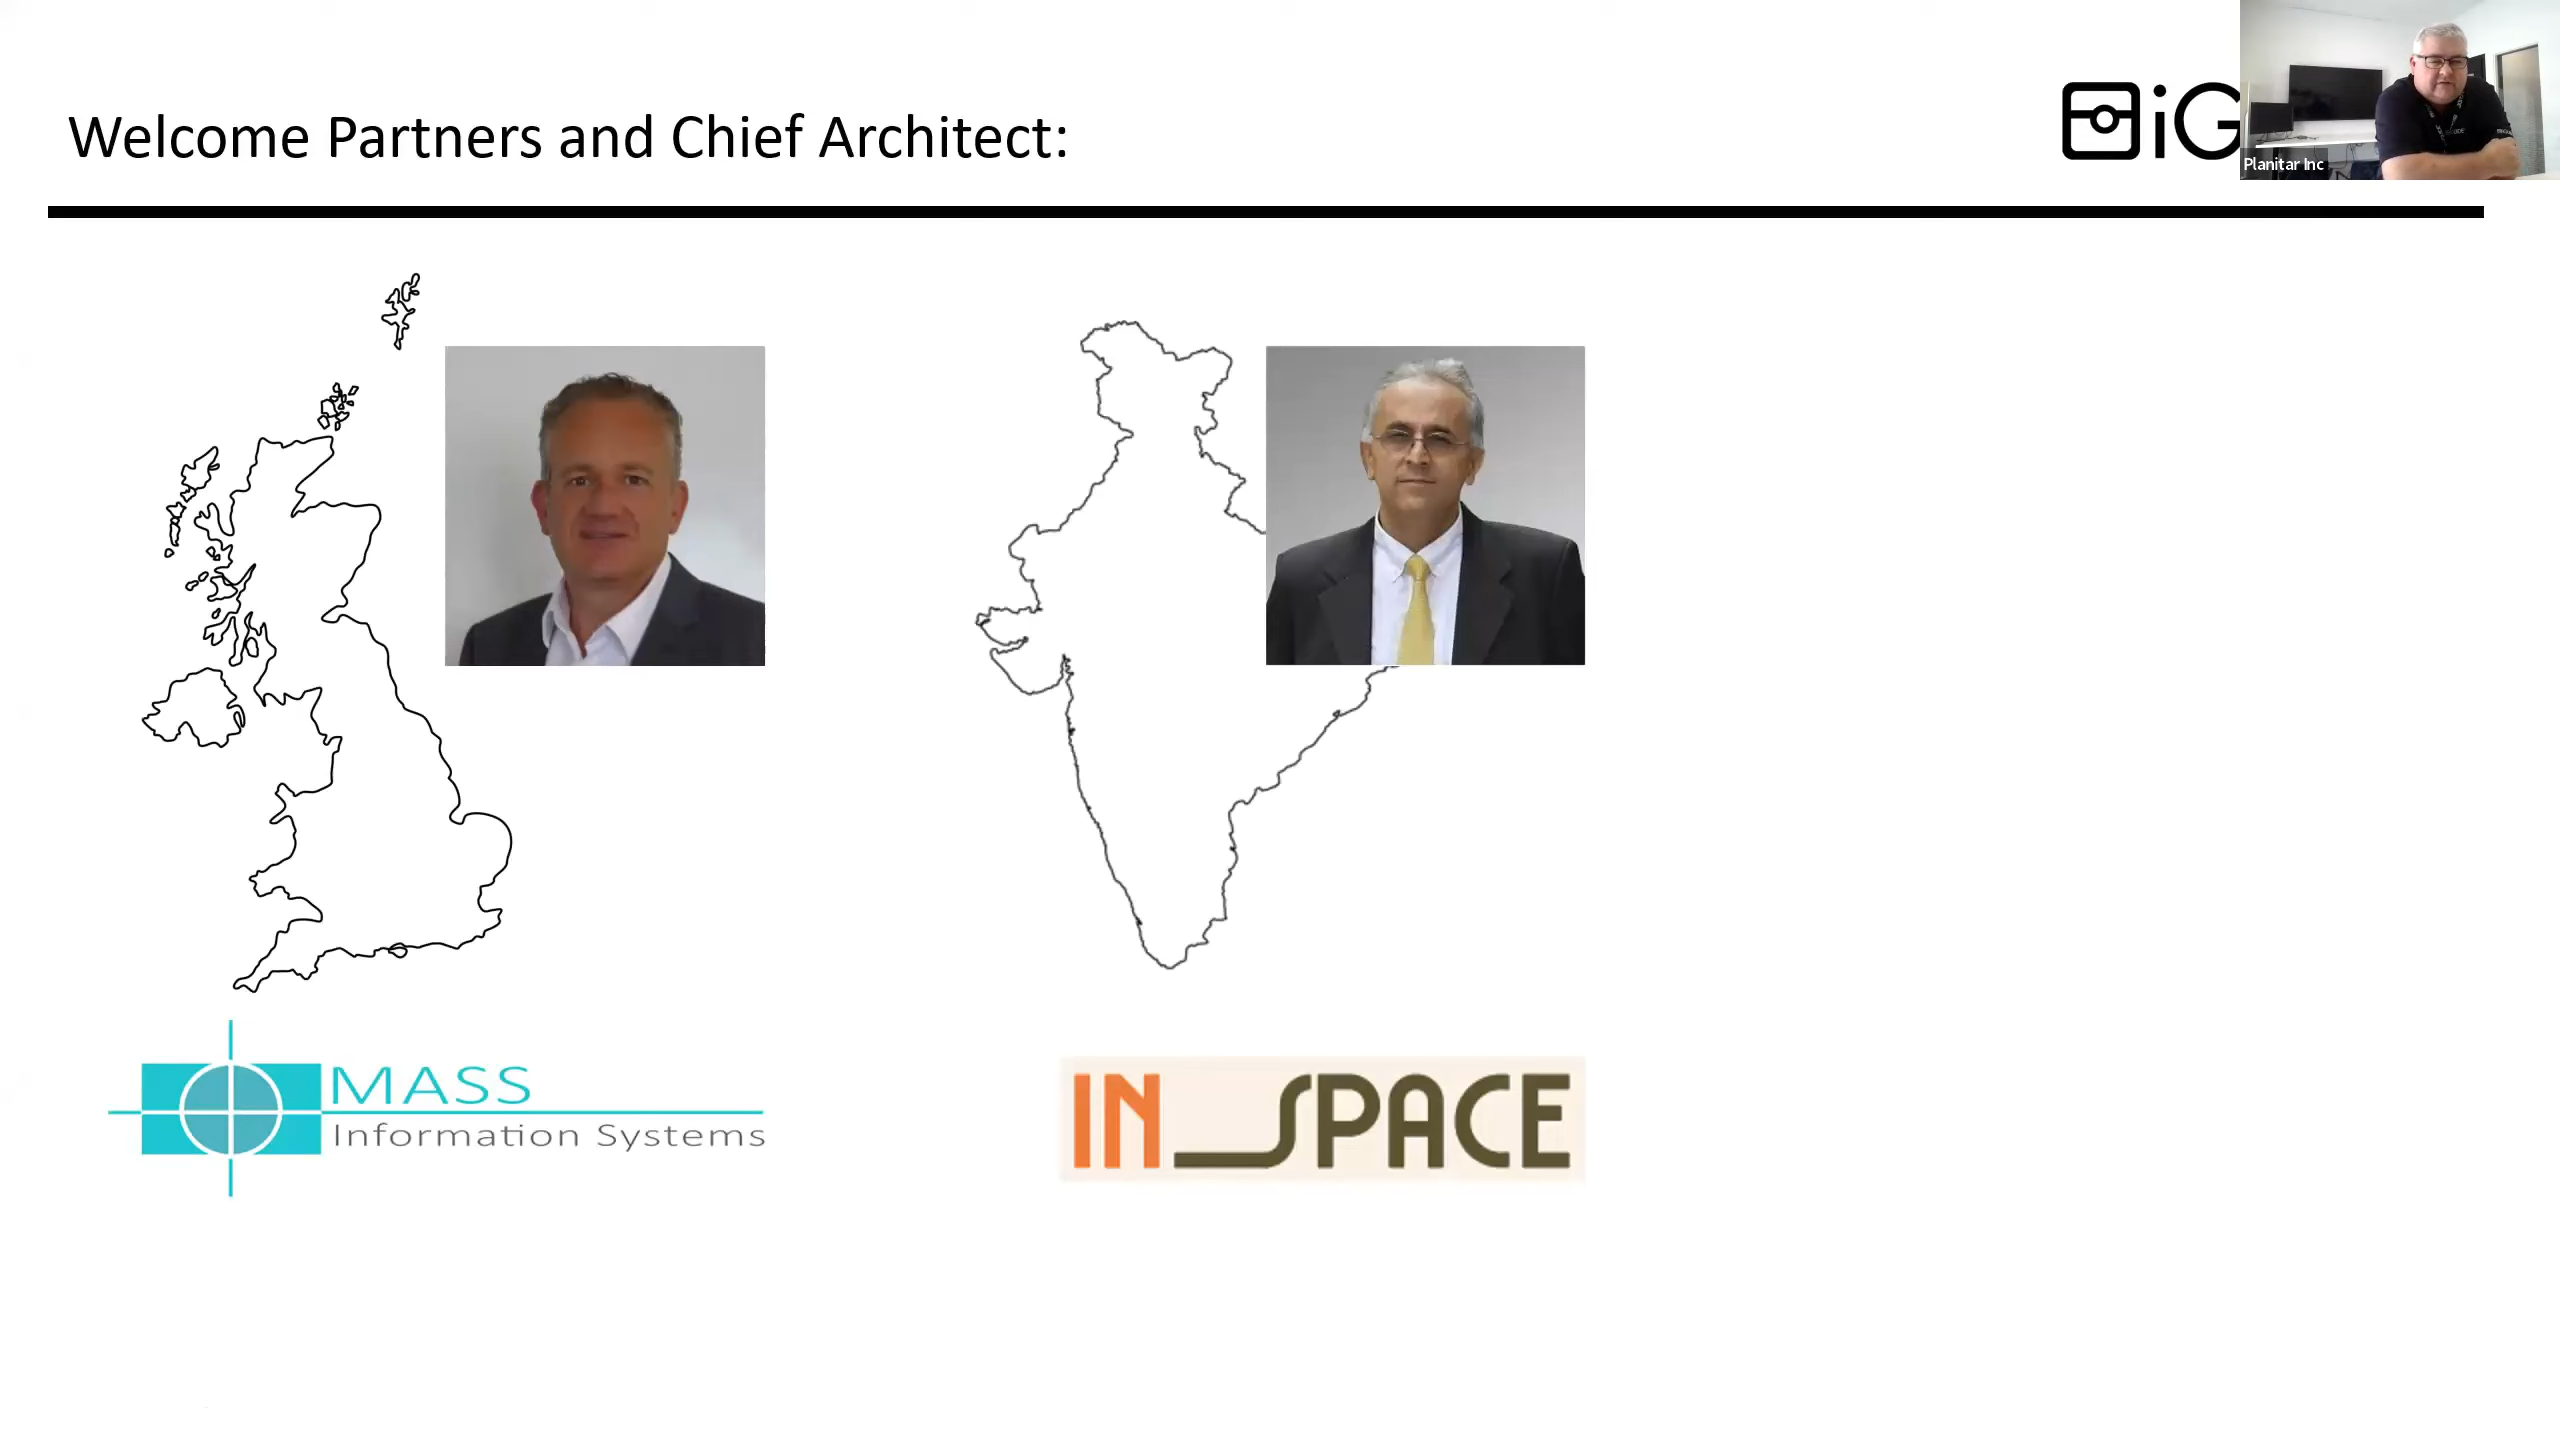 Welcome Partners and Chief Architect:
iG
Planitar Inc
MASS
Information Systems
IN_SPACE